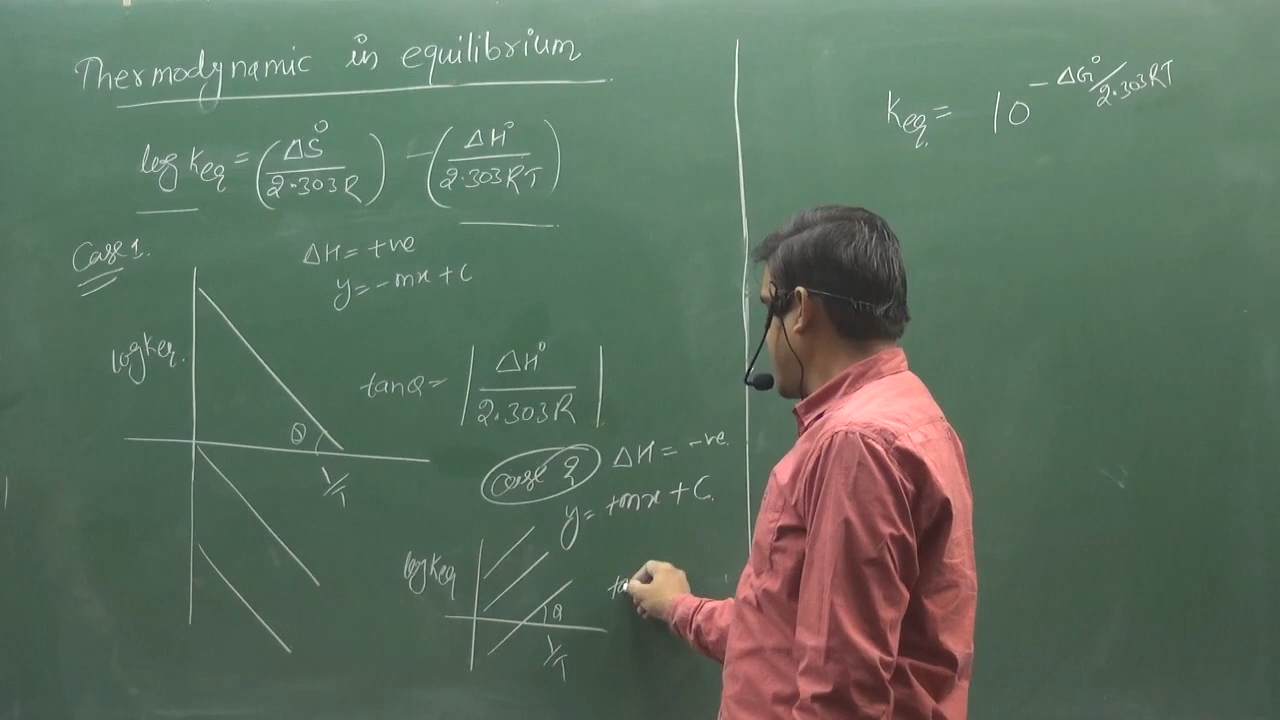 Thermodynamic in equilibrium
log Keq = (ΔS°/2.303R) - (ΔH°/2.303RT)
Case 1.
ΔH = +ve
y = -mx + C
log Keq.
tanθ = |ΔH°/2.303R|
θ
1/T
Case 2
ΔH = -ve.
y = +mx + C.
log Keq
θ
1/T
ta
Keq. = 10^-ΔG°/2.303RT